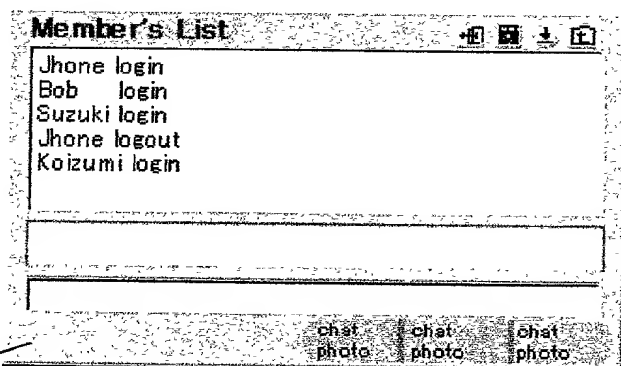 Member's List
Jhone login
Bob login
Suzuki login
Jhone logout
Koizumi login
chat chat chat
photo photo photo